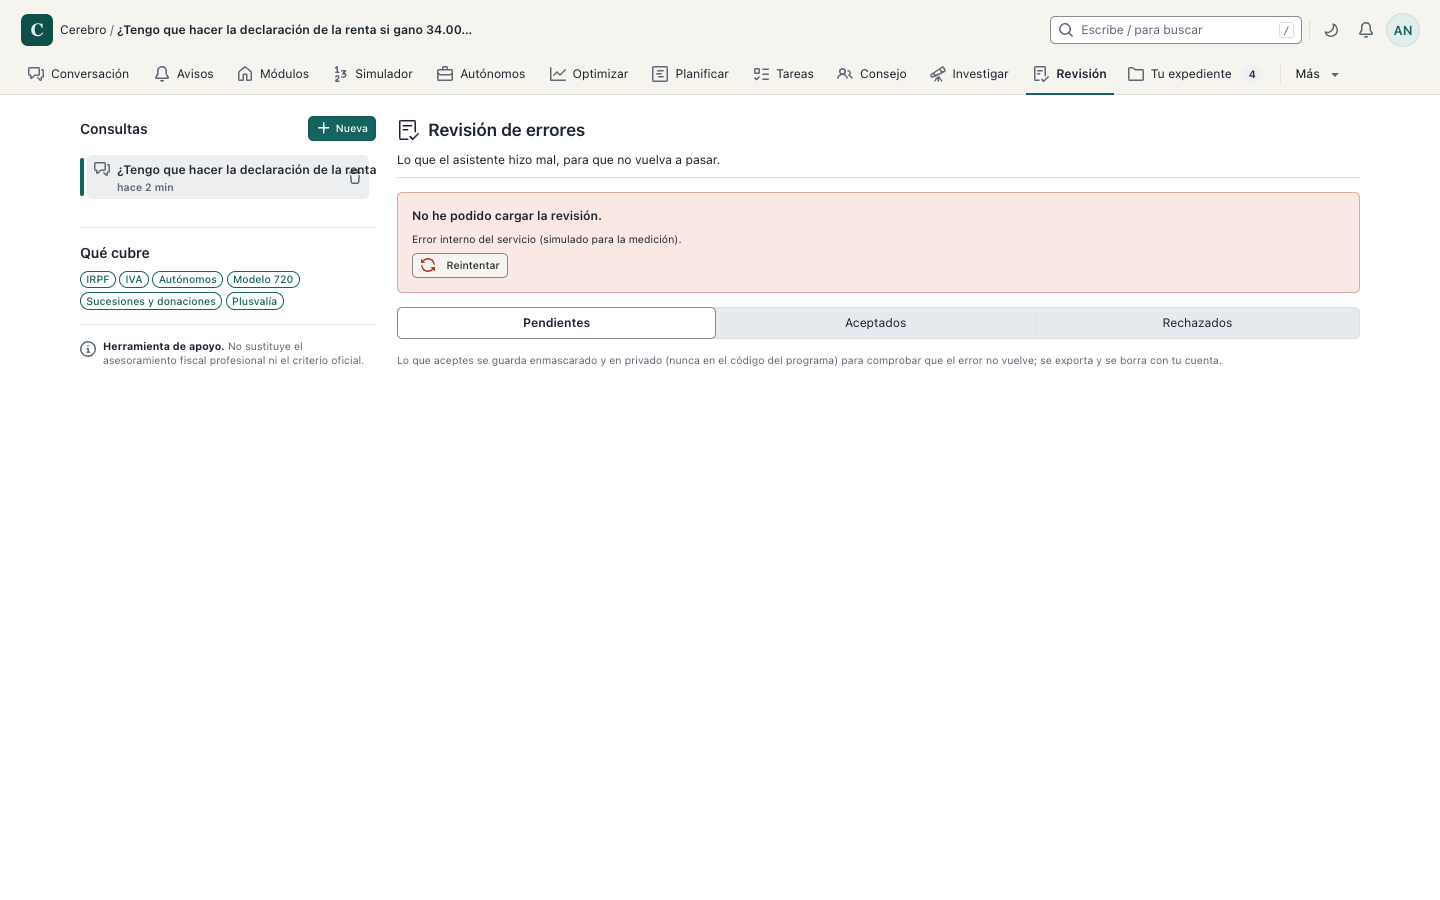 C Cerebro / ¿Tengo que hacer la declaración de la renta si gano 34.00...
Escribe / para buscar /
AN
Conversación Avisos Módulos Simulador Autónomos Optimizar Planificar Tareas Consejo Investigar Revisión Tu expediente 4 Más
Consultas
Nueva
¿Tengo que hacer la declaración de la renta
hace 2 min
Qué cubre
IRPF IVA Autónomos Modelo 720
Sucesiones y donaciones Plusvalía
Herramienta de apoyo. No sustituye el
asesoramiento fiscal profesional ni el criterio oficial.
Revisión de errores
Lo que el asistente hizo mal, para que no vuelva a pasar.
No he podido cargar la revisión.
Error interno del servicio (simulado para la medición).
Reintentar
Pendientes Aceptados Rechazados
Lo que aceptes se guarda enmascarado y en privado (nunca en el código del programa) para comprobar que el error no vuelve; se exporta y se borra con tu cuenta.